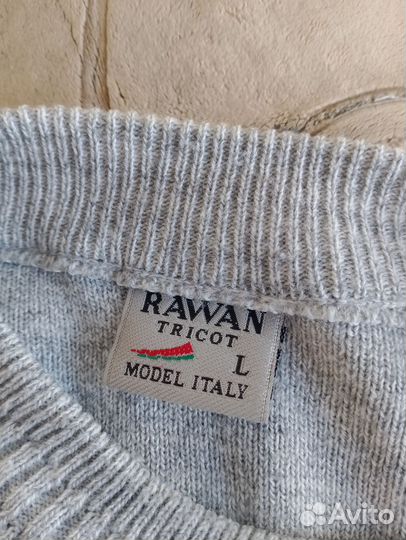 RAWAN
TRICOT
L
MODEL ITALY
Avito